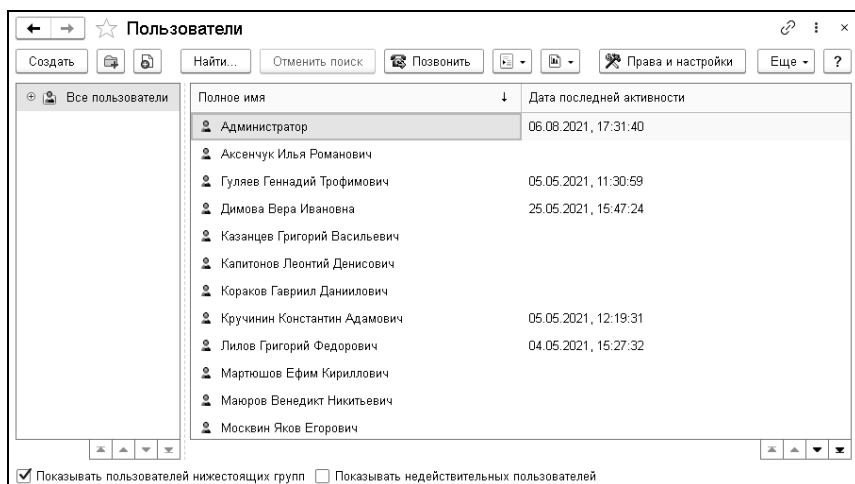 Пользователи
Создать Найти... Отменить поиск Позвонить Права и настройки Еще ?
Все пользователи
Полное имя ↓ Дата последней активности
Администратор 06.08.2021, 17:31:40
Аксенчук Илья Романович
Гуляев Геннадий Трофимович 05.05.2021, 11:30:59
Димова Вера Ивановна 25.05.2021, 15:47:24
Казанцев Григорий Васильевич
Капитонов Леонтий Денисович
Кораков Гавриил Даниилович
Кручинин Константин Адамович 05.05.2021, 12:19:31
Лилов Григорий Федорович 04.05.2021, 15:27:32
Мартюшов Ефим Кириллович
Маюров Венедикт Никитьевич
Москвин Яков Егорович
Показывать пользователей нижестоящих групп Показывать недействительных пользователей